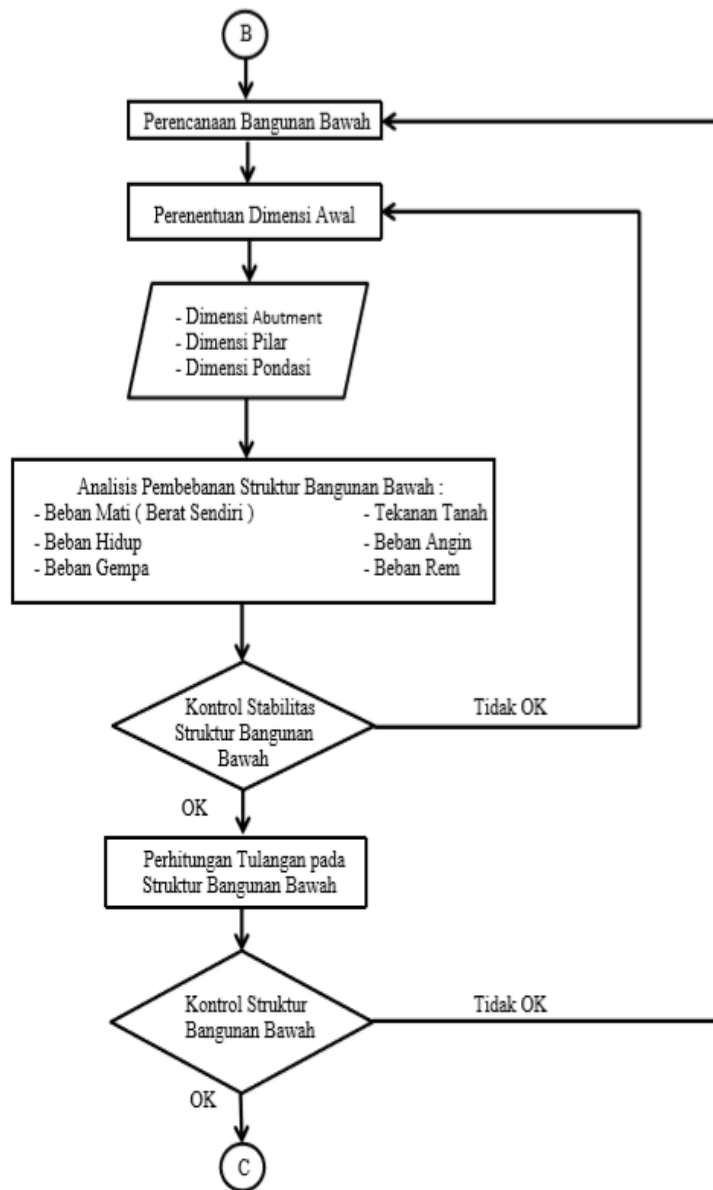 B
Perencanaan Bangunan Bawah
Perenentuan Dimensi Awal
- Dimensi Abutment
- Dimensi Pilar
- Dimensi Pondasi
Analisis Pembebanan Struktur Bangunan Bawah :
- Beban Mati ( Berat Sendiri ) - Tekanan Tanah
- Beban Hidup - Beban Angin
- Beban Gempa - Beban Rem
Kontrol Stabilitas
Struktur Bangunan
Bawah
Tidak OK
OK
Perhitungan Tulangan pada
Struktur Bangunan Bawah
Kontrol Struktur
Bangunan Bawah
Tidak OK
OK
C